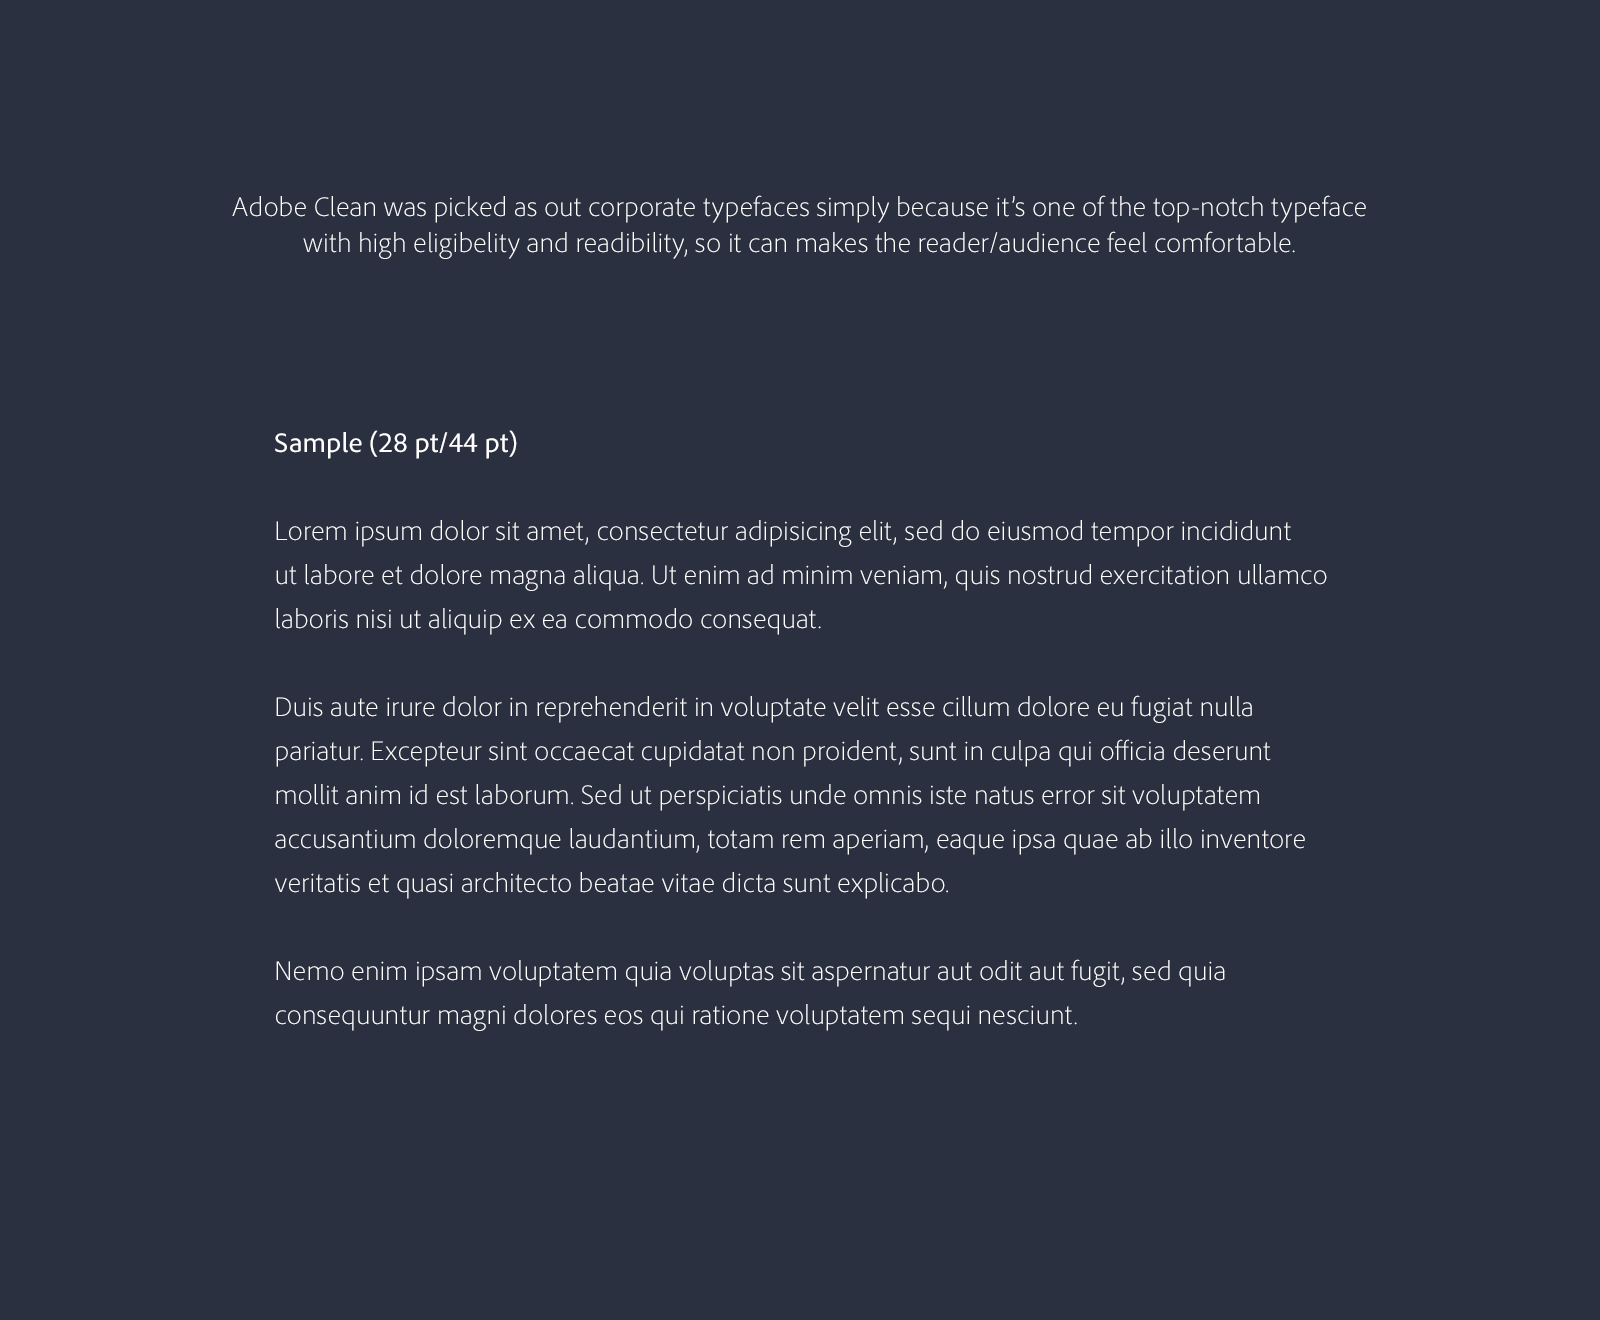 Adobe Clean was picked as out corporate typefaces simply because it’s one of the top-notch typeface
with high eligibelity and readibility, so it can makes the reader/audience feel comfortable.
Sample (28 pt/44 pt)
Lorem ipsum dolor sit amet, consectetur adipisicing elit, sed do eiusmod tempor incididunt
ut labore et dolore magna aliqua. Ut enim ad minim veniam, quis nostrud exercitation ullamco
laboris nisi ut aliquip ex ea commodo consequat.
Duis aute irure dolor in reprehenderit in voluptate velit esse cillum dolore eu fugiat nulla
pariatur. Excepteur sint occaecat cupidatat non proident, sunt in culpa qui officia deserunt
mollit anim id est laborum. Sed ut perspiciatis unde omnis iste natus error sit voluptatem
accusantium doloremque laudantium, totam rem aperiam, eaque ipsa quae ab illo inventore
veritatis et quasi architecto beatae vitae dicta sunt explicabo.
Nemo enim ipsam voluptatem quia voluptas sit aspernatur aut odit aut fugit, sed quia
consequuntur magni dolores eos qui ratione voluptatem sequi nesciunt.